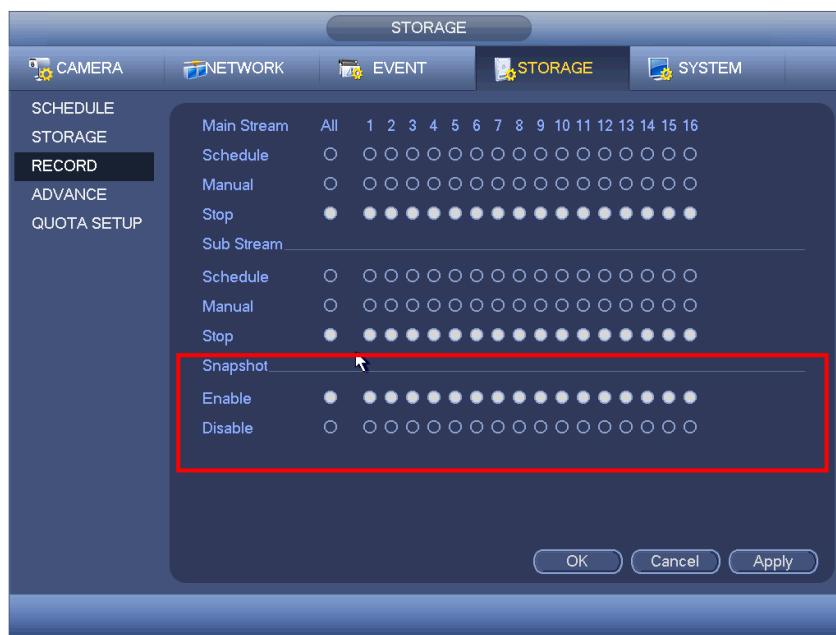 STORAGE
CAMERA NETWORK EVENT STORAGE SYSTEM
SCHEDULE
STORAGE
RECORD
ADVANCE
QUOTA SETUP
Main Stream All 1 2 3 4 5 6 7 8 9 10 11 12 13 14 15 16
Schedule
Manual
Stop
Sub Stream
Schedule
Manual
Stop
Snapshot
Enable
Disable
OK Cancel Apply